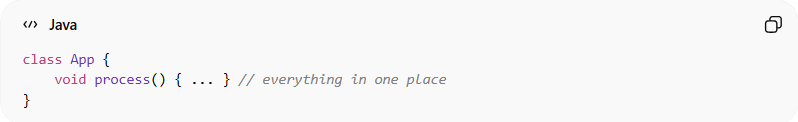 </> Java
class App {
    void process() { ... } // everything in one place
}